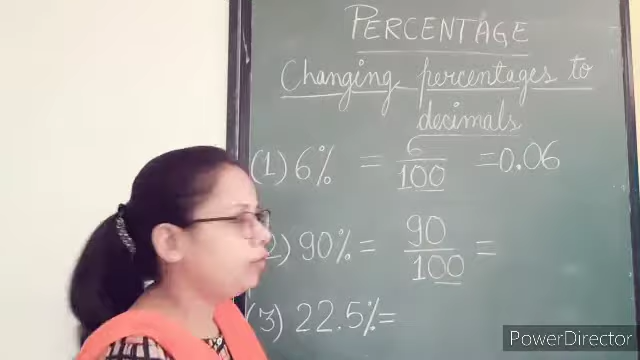 PERCENTAGE
Changing percentages to
decimals
(1) 6% = 6/100 = 0.06
2) 90% = 90/100 =
(3) 22.5% =
PowerDirector